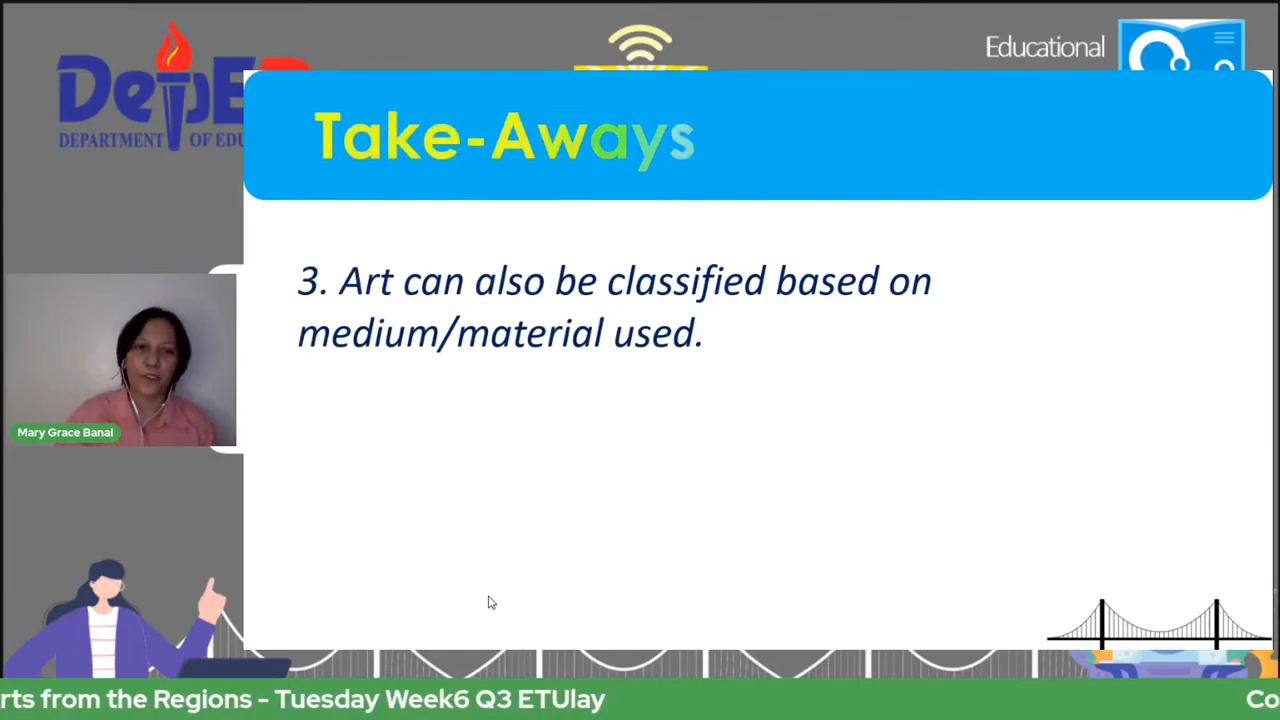 DepED
DEPARTMENT OF EDU
Educational
Take-Aways
3. Art can also be classified based on
medium/material used.
Mary Grace Banal
rts from the Regions - Tuesday Week6 Q3 ETUlay
Co